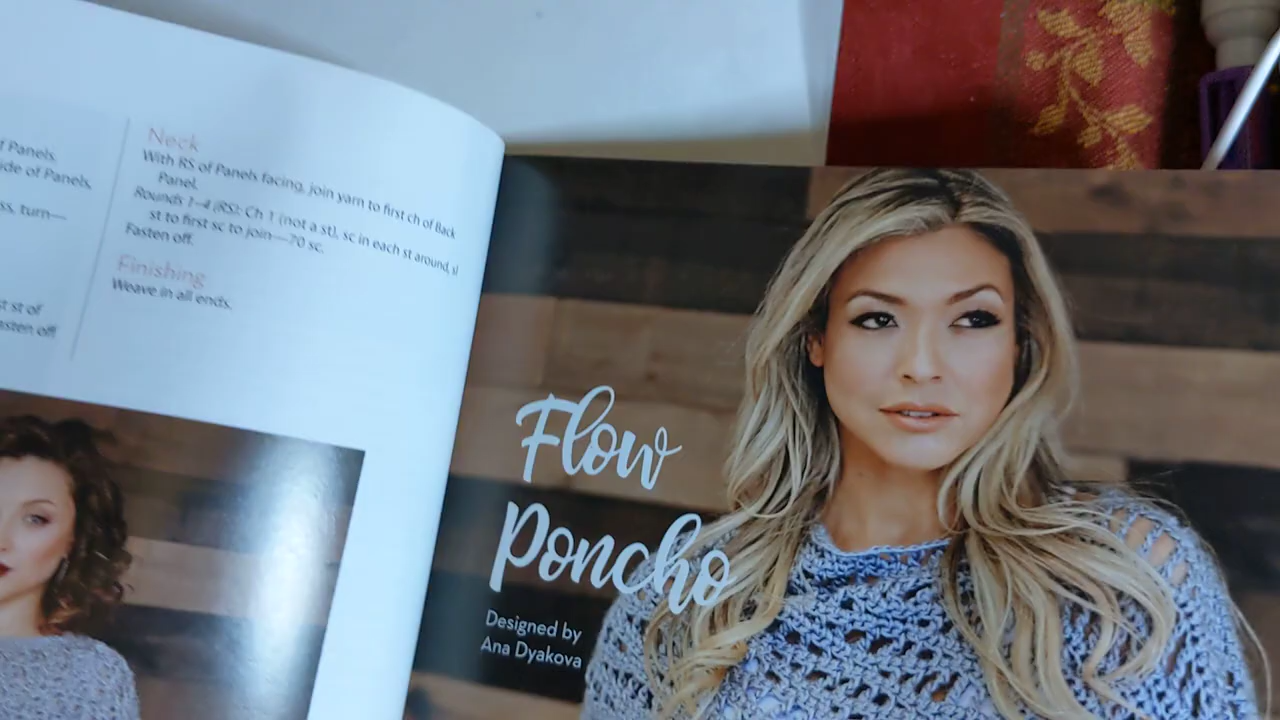 f Panels.
ide of Panels,
ss, turn—
st st of
asten off
Neck
With RS of Panels facing, join yarn to first ch of Back
Panel.
Rounds 1–4 (RS): Ch 1 (not a st), sc in each st around, sl
st to first sc to join—70 sc.
Fasten off.
Finishing
Weave in all ends.
Flow
Poncho
Designed by
Ana Dyakova